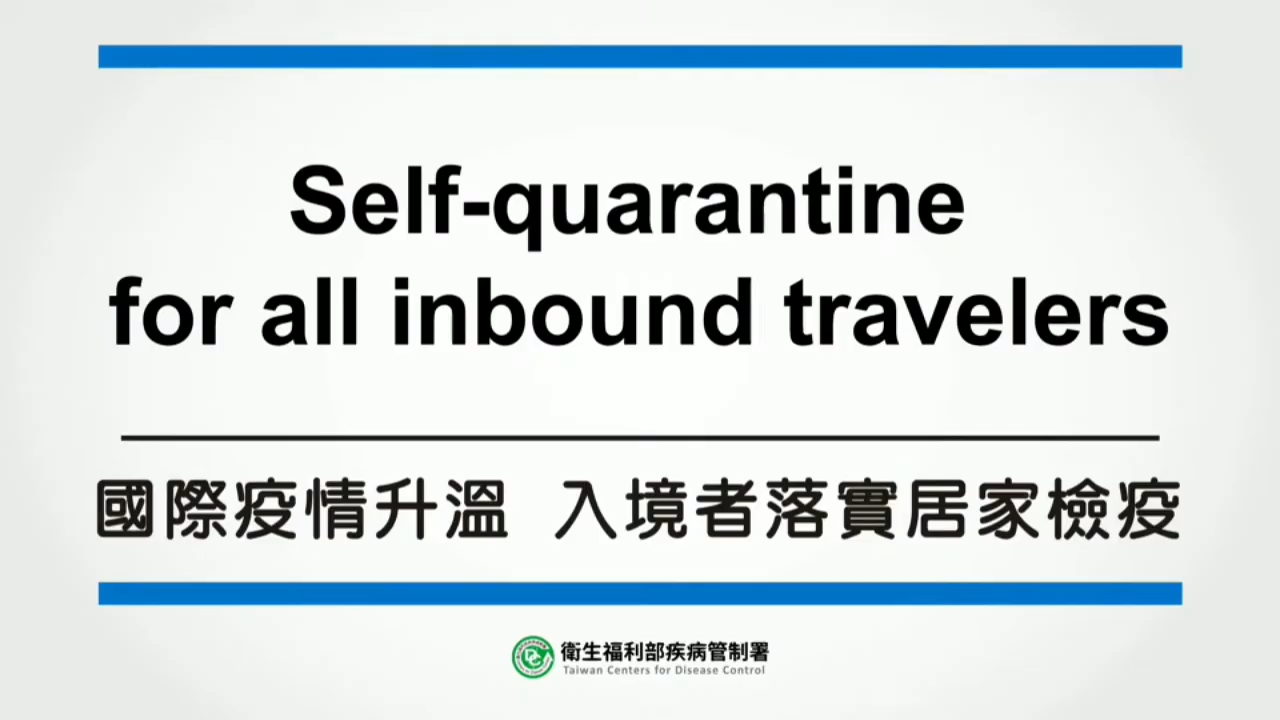 Self-quarantine
for all inbound travelers
國際疫情升溫 入境者落實居家檢疫
衛生福利部疾病管制署
Taiwan Centers for Disease Control